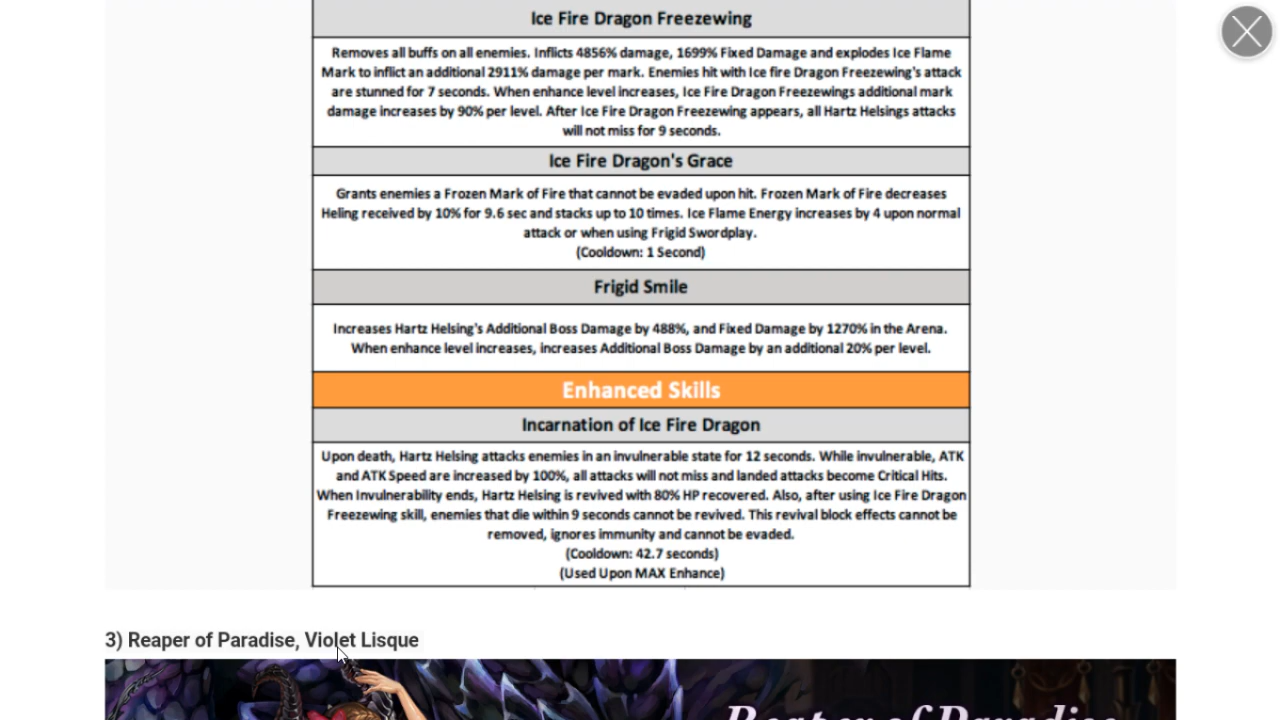 Ice Fire Dragon Freezewing
Removes all buffs on all enemies. Inflicts 4856% damage, 1699% Fixed Damage and explodes Ice Flame
Mark to inflict an additional 2911% damage per mark. Enemies hit with Ice fire Dragon Freezewing's attack
are stunned for 7 seconds. When enhance level increases, Ice Fire Dragon Freezewings additional mark
damage increases by 90% per level. After Ice Fire Dragon Freezewing appears, all Hartz Helsings attacks
will not miss for 9 seconds.
Ice Fire Dragon's Grace
Grants enemies a Frozen Mark of Fire that cannot be evaded upon hit. Frozen Mark of Fire decreases
Heling received by 10% for 9.6 sec and stacks up to 10 times. Ice Flame Energy increases by 4 upon normal
attack or when using Frigid Swordplay.
(Cooldown: 1 Second)
Frigid Smile
Increases Hartz Helsing's Additional Boss Damage by 488%, and Fixed Damage by 1270% in the Arena.
When enhance level increases, increases Additional Boss Damage by an additional 20% per level.
Enhanced Skills
Incarnation of Ice Fire Dragon
Upon death, Hartz Helsing attacks enemies in an invulnerable state for 12 seconds. While invulnerable, ATK
and ATK Speed are increased by 100%, all attacks will not miss and landed attacks become Critical Hits.
When Invulnerability ends, Hartz Helsing is revived with 80% HP recovered. Also, after using Ice Fire Dragon
Freezewing skill, enemies that die within 9 seconds cannot be revived. This revival block effects cannot be
removed, ignores immunity and cannot be evaded.
(Cooldown: 42.7 seconds)
(Used Upon MAX Enhance)
3) Reaper of Paradise, Violet Lisque
Reaper of Paradise